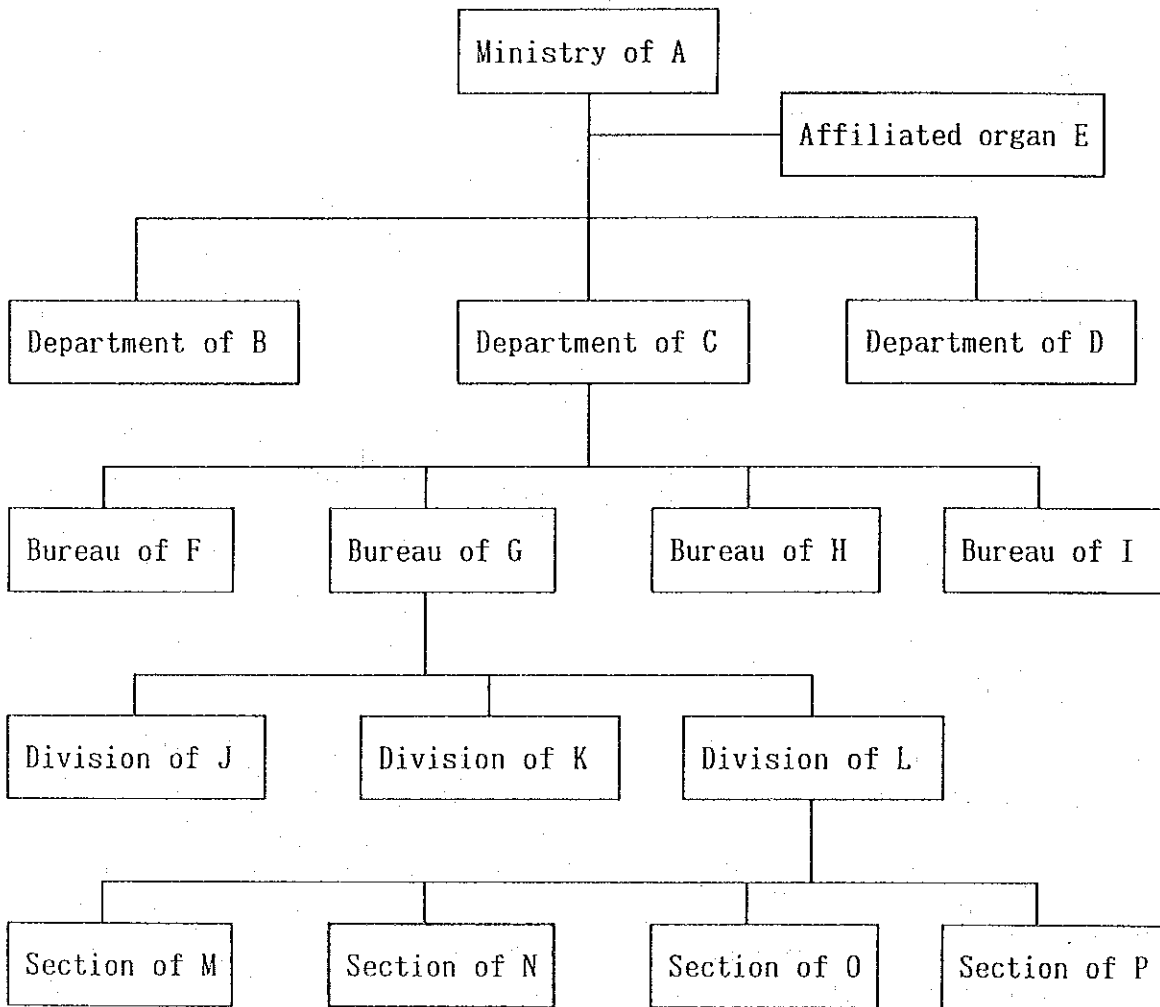 Ministry of A
Affiliated organ E
Department of B
Department of C
Department of D
Bureau of F
Bureau of G
Bureau of H
Bureau of I
Division of J
Division of K
Division of L
Section of M
Section of N
Section of O
Section of P